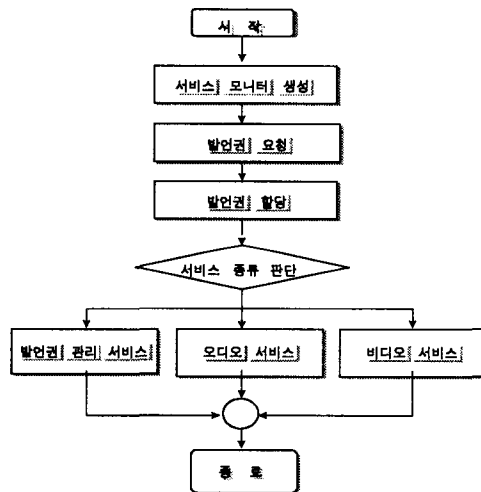 시 작
서비스 모니터 생성
발언권 요청
발언권 할당
서비스 종류 판단
발언권 관리 서비스
오디오 서비스
비디오 서비스
종 료